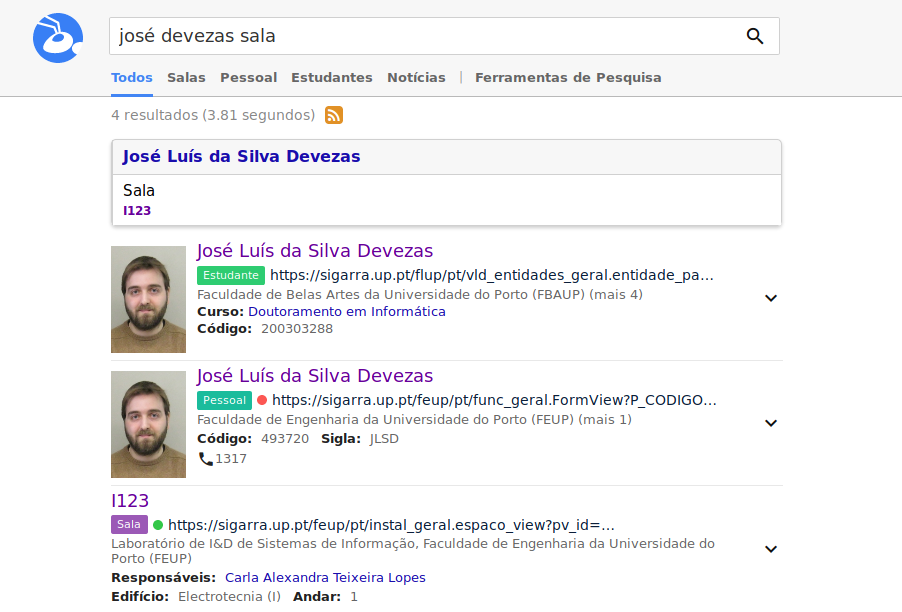 josé devezas sala
Todos Salas Pessoal Estudantes Notícias | Ferramentas de Pesquisa
4 resultados (3.81 segundos)
José Luís da Silva Devezas
Sala
I123
José Luís da Silva Devezas
Estudante https://sigarra.up.pt/flup/pt/vld_entidades_geral.entidade_pa...
Faculdade de Belas Artes da Universidade do Porto (FBAUP) (mais 4)
Curso: Doutoramento em Informática
Código: 200303288
José Luís da Silva Devezas
Pessoal https://sigarra.up.pt/feup/pt/func_geral.FormView?P_CODIGO...
Faculdade de Engenharia da Universidade do Porto (FEUP) (mais 1)
Código: 493720 Sigla: JLSD
1317
I123
Sala https://sigarra.up.pt/feup/pt/instal_geral.espaco_view?pv_id=...
Laboratório de I&D de Sistemas de Informação, Faculdade de Engenharia da Universidade do
Porto (FEUP)
Responsáveis: Carla Alexandra Teixeira Lopes
Edifício: Electrotecnia (I) Andar: 1